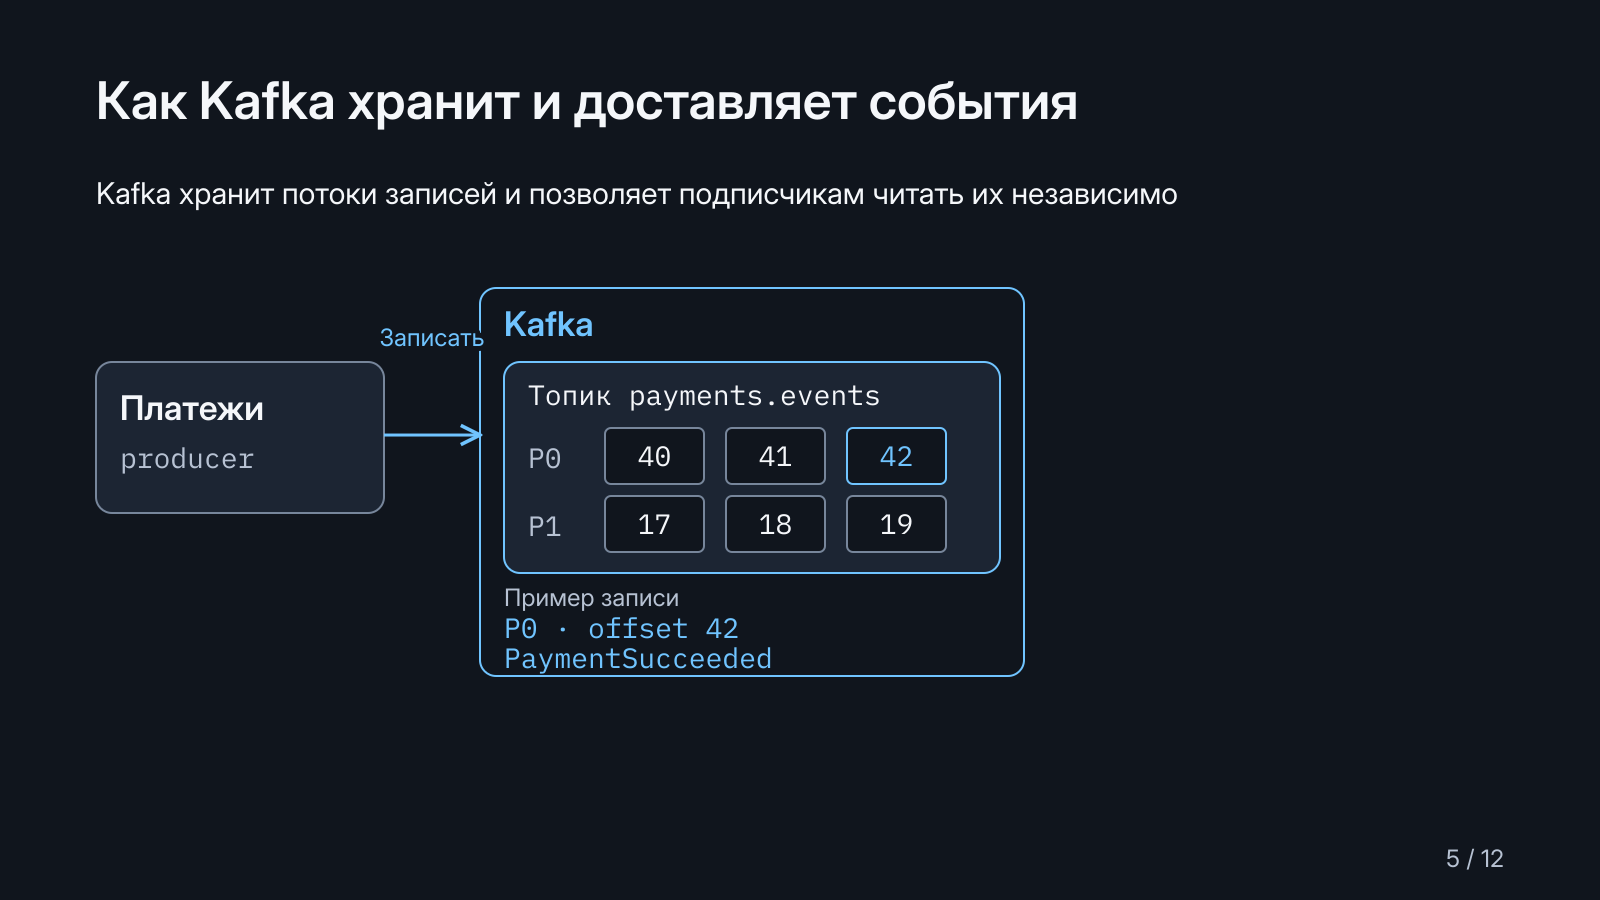 Как Kafka хранит и доставляет события
Kafka хранит потоки записей и позволяет подписчикам читать их независимо
Записать
Платежи
producer
Kafka
Топик payments.events
P0 40 41 42
P1 17 18 19
Пример записи
P0 · offset 42
PaymentSucceeded
5 / 12